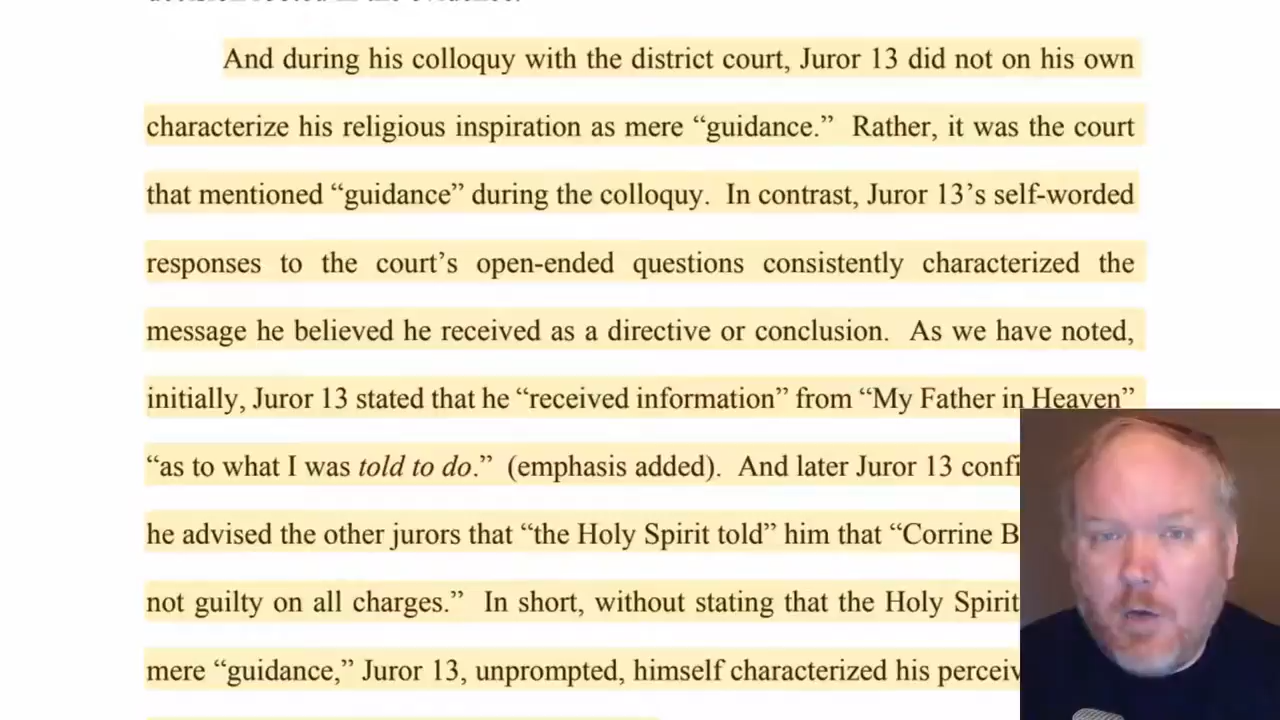 And during his colloquy with the district court, Juror 13 did not on his own
characterize his religious inspiration as mere “guidance.” Rather, it was the court
that mentioned “guidance” during the colloquy. In contrast, Juror 13’s self-worded
responses to the court’s open-ended questions consistently characterized the
message he believed he received as a directive or conclusion. As we have noted,
initially, Juror 13 stated that he “received information” from “My Father in Heaven”
“as to what I was told to do.” (emphasis added). And later Juror 13
he advised the other jurors that “the Holy Spirit told” him that “Corrine
not guilty on all charges.” In short, without stating that the Holy Spirit
mere “guidance,” Juror 13, unprompted, himself characterized his